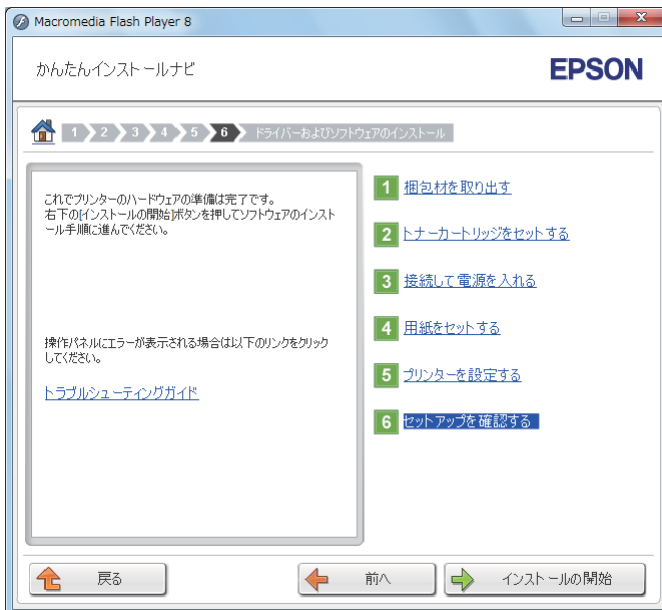 Macromedia Flash Player 8
かんたんインストールナビ
EPSON
1 2 3 4 5 6 ドライバーおよびソフトウェアのインストール
これでプリンターのハードウェアの準備は完了です。
右下の[インストールの開始]ボタンを押してソフトウェアのインスト
ール手順に進んでください。
操作パネルにエラーが表示される場合は以下のリンクをクリック
してください。
トラブルシューティングガイド
1 梱包材を取り出す
2 トナーカートリッジをセットする
3 接続して電源を入れる
4 用紙をセットする
5 プリンターを設定する
6 セットアップを確認する
戻る
前へ
インストールの開始